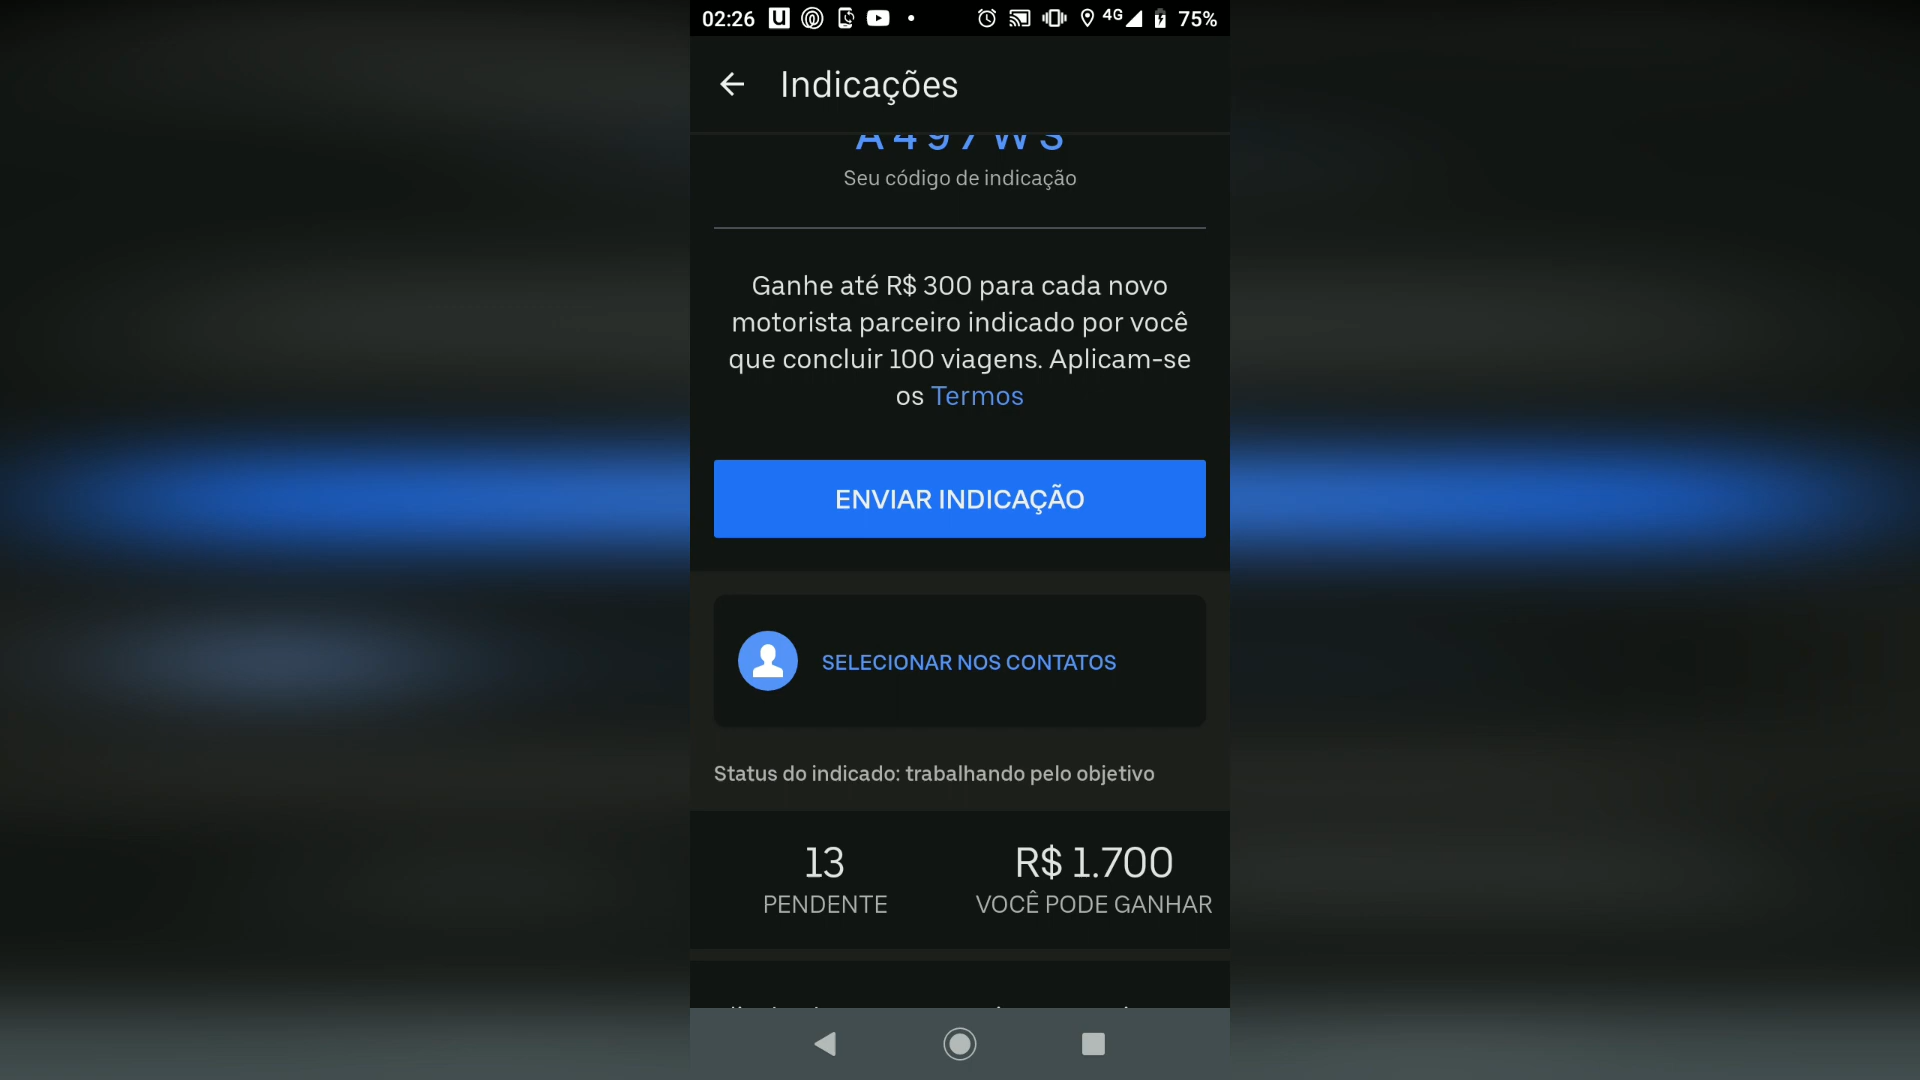 02:26 4G 75%
Indicações
Seu código de indicação
Ganhe até R$ 300 para cada novo
motorista parceiro indicado por você
que concluir 100 viagens. Aplicam-se
os Termos
ENVIAR INDICAÇÃO
SELECIONAR NOS CONTATOS
Status do indicado: trabalhando pelo objetivo
13 R$ 1.700
PENDENTE VOCÊ PODE GANHAR